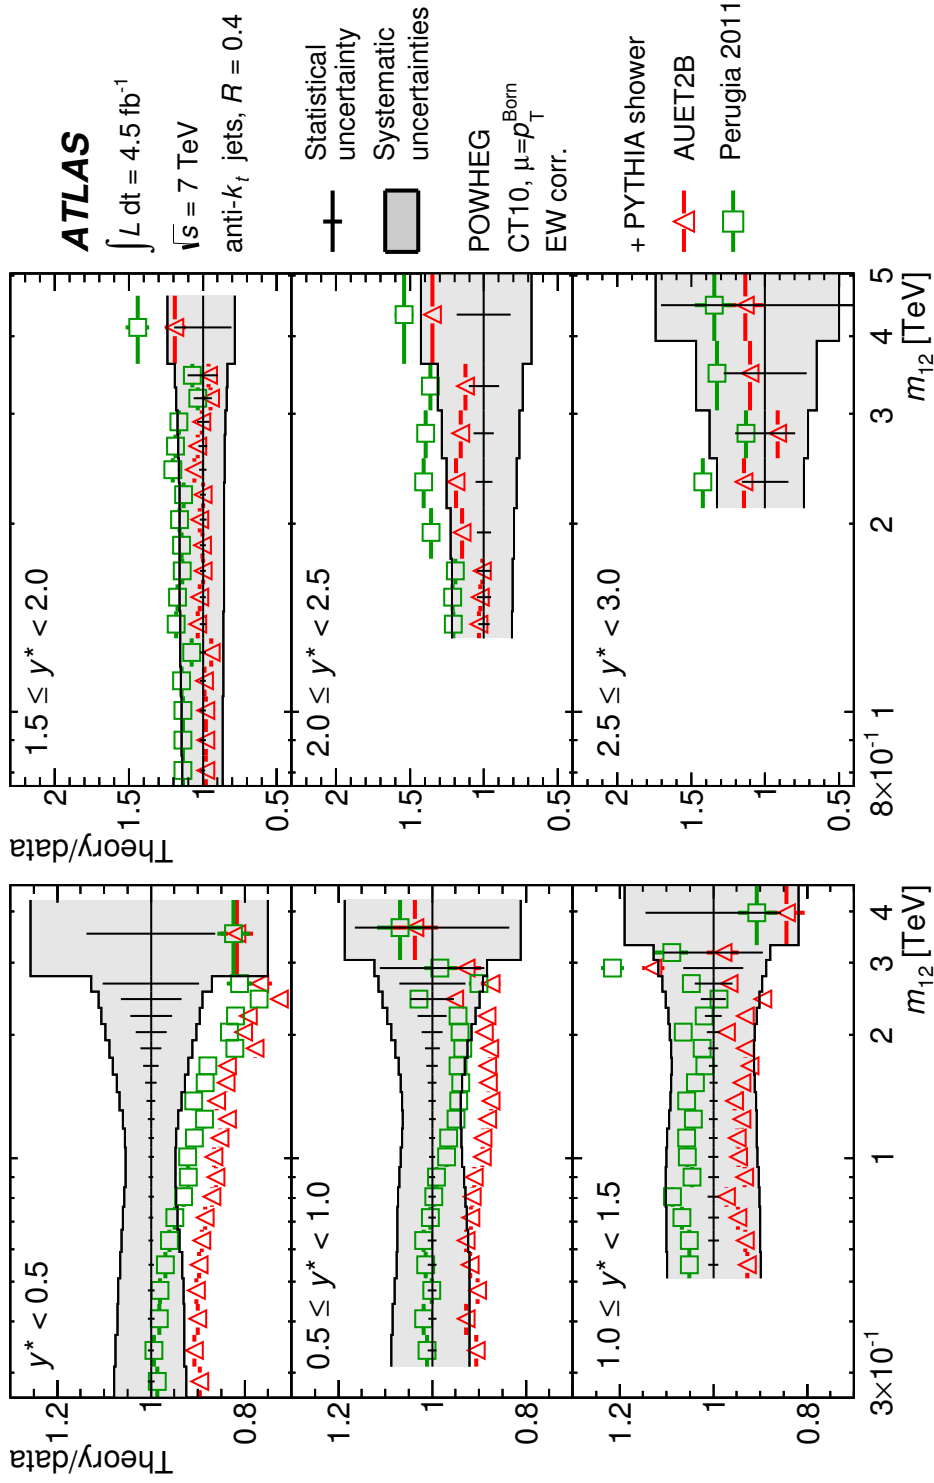 Theory/data
1.2
1
0.8
y* < 0.5
1.2
1
0.8
0.5 ≤ y* < 1.0
1.2
1
0.8
1.0 ≤ y* < 1.5
3×10⁻¹
1
2
3
4
m₁₂ [TeV]
Theory/data
2
1.5
1
0.5
1.5 ≤ y* < 2.0
2
1.5
1
0.5
2.0 ≤ y* < 2.5
2
1.5
1
0.5
2.5 ≤ y* < 3.0
8×10⁻¹
1
2
3
4
5
m₁₂ [TeV]
ATLAS
∫ L dt = 4.5 fb⁻¹
√s = 7 TeV
anti-kₜ jets, R = 0.4
Statistical
uncertainty
Systematic
uncertainties
POWHEG
CT10, μ=p_T^Born
EW corr.
+ PYTHIA shower
AUET2B
Perugia 2011